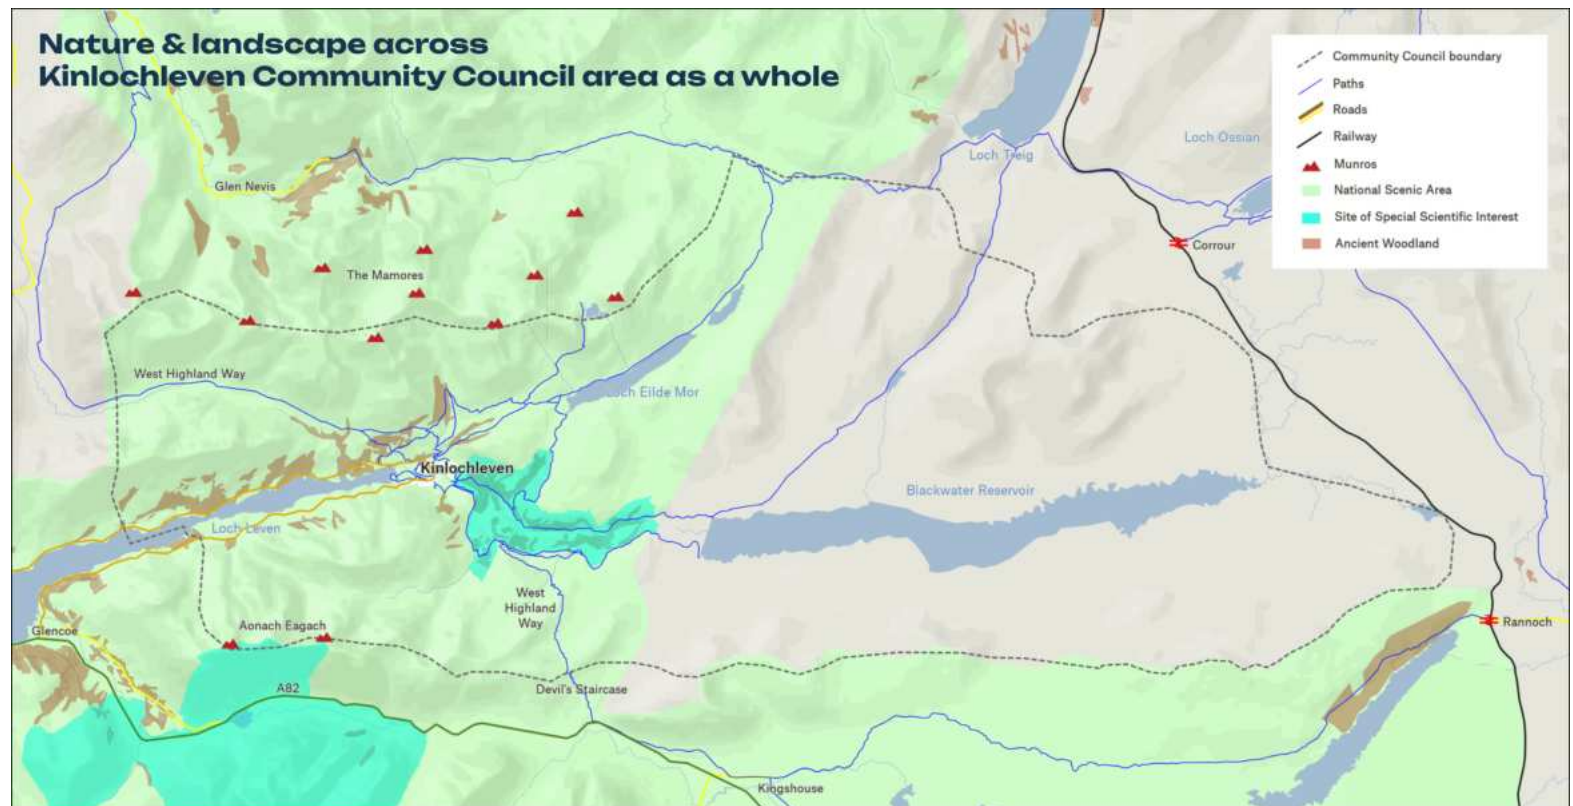 Nature & landscape across
Kinlochleven Community Council area as a whole
Community Council boundary
Paths
Roads
Railway
Munros
National Scenic Area
Site of Special Scientific Interest
Ancient Woodland
Loch Ossian
Loch Treig
Glen Nevis
Corrour
The Mamores
West Highland Way
Loch Eilde Mor
Kinlochleven
Blackwater Reservoir
Loch Leven
West
Highland
Way
Aonach Eagach
Glencoe
Rannoch
A82
Devil's Staircase
Kingshouse